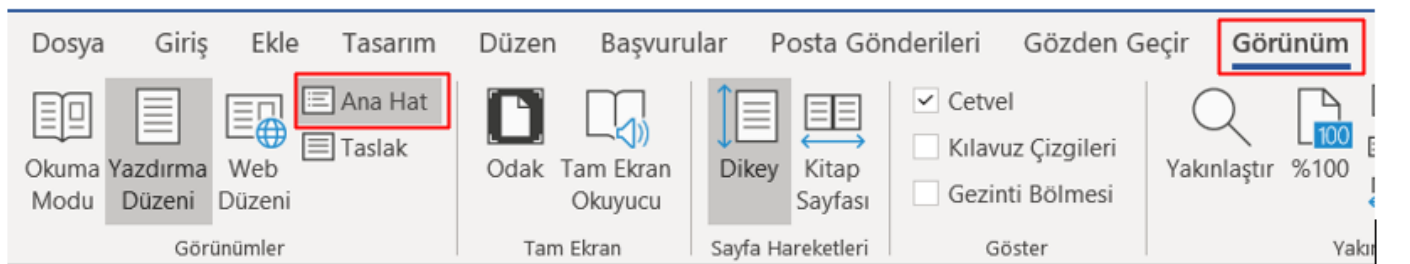 Dosya Giriş Ekle Tasarım Düzen Başvurular Posta Gönderileri Gözden Geçir Görünüm
Okuma Modu
Yazdırma Düzeni
Web Düzeni
Ana Hat
Taslak
Görünümler
Odak
Tam Ekran Okuyucu
Tam Ekran
Dikey
Kitap Sayfası
Sayfa Hareketleri
Cetvel
Kılavuz Çizgileri
Gezinti Bölmesi
Göster
Yakınlaştır
100
%100